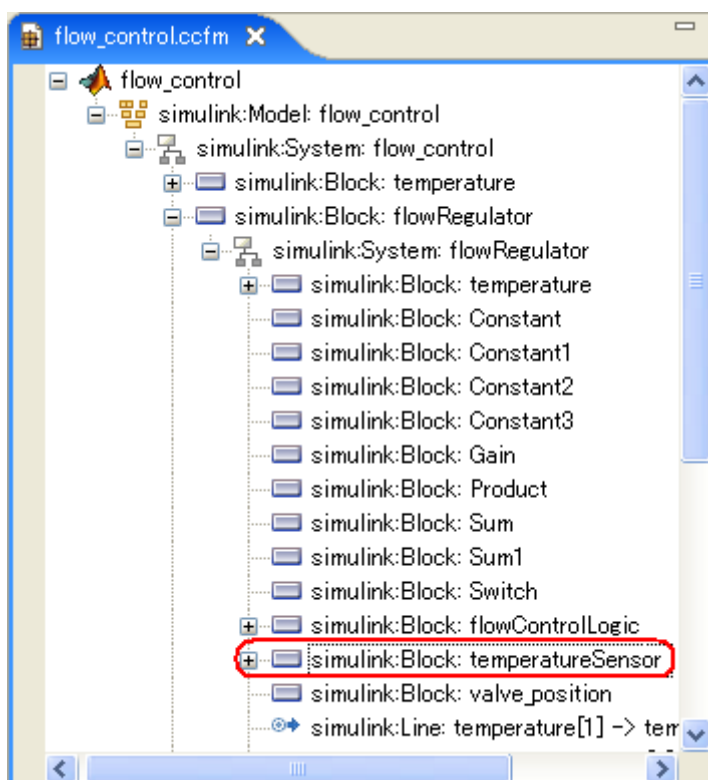 flow_control.ccfm
flow_control
simulink:Model: flow_control
simulink:System: flow_control
simulink:Block: temperature
simulink:Block: flowRegulator
simulink:System: flowRegulator
simulink:Block: temperature
simulink:Block: Constant
simulink:Block: Constant1
simulink:Block: Constant2
simulink:Block: Constant3
simulink:Block: Gain
simulink:Block: Product
simulink:Block: Sum
simulink:Block: Sum1
simulink:Block: Switch
simulink:Block: flowControlLogic
simulink:Block: temperatureSensor
simulink:Block: valve_position
simulink:Line: temperature[1] -> tem